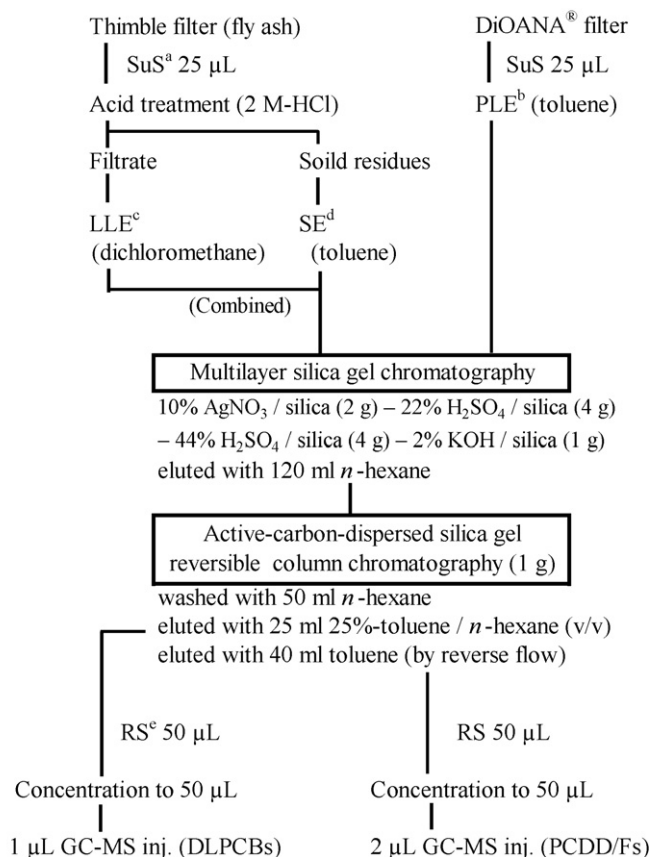 Thimble filter (fly ash)
SuSᵃ 25 µL
Acid treatment (2 M-HCl)
Filtrate
Soild residues
LLEᶜ
(dichloromethane)
SEᵈ
(toluene)
(Combined)
DiOANA® filter
SuS 25 µL
PLEᵇ (toluene)
Multilayer silica gel chromatography
10% AgNO₃ / silica (2 g) – 22% H₂SO₄ / silica (4 g)
– 44% H₂SO₄ / silica (4 g) – 2% KOH / silica (1 g)
eluted with 120 ml n-hexane
Active-carbon-dispersed silica gel
reversible column chromatography (1 g)
washed with 50 ml n-hexane
eluted with 25 ml 25%-toluene / n-hexane (v/v)
eluted with 40 ml toluene (by reverse flow)
RSᵉ 50 µL
Concentration to 50 µL
1 µL GC-MS inj. (DLPCBs)
RS 50 µL
Concentration to 50 µL
2 µL GC-MS inj. (PCDD/Fs)